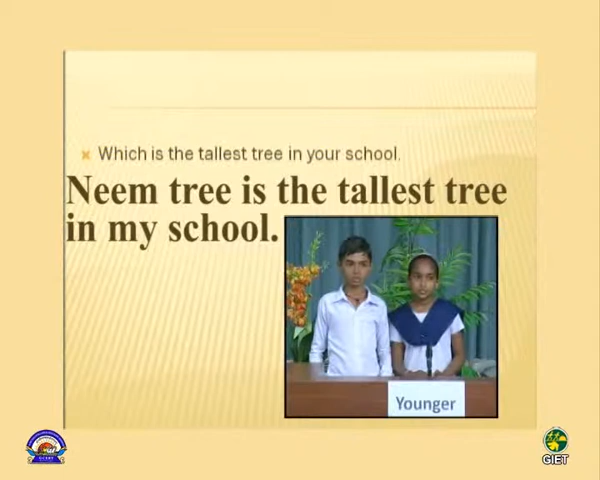 Which is the tallest tree in your school.
Neem tree is the tallest tree
in my school.
Younger
GIET